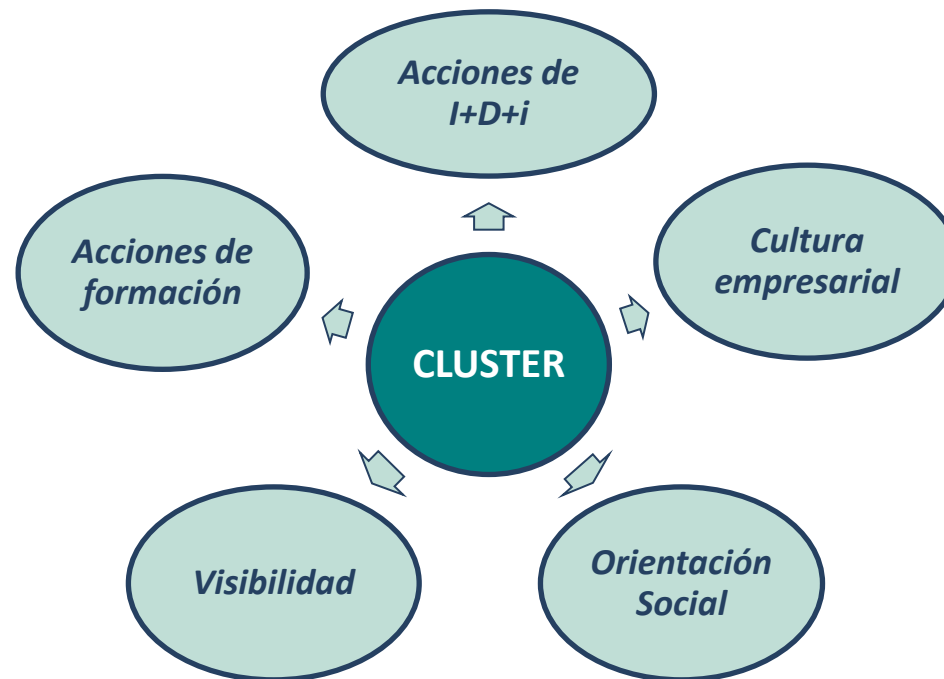 Acciones de
I+D+i
Cultura
empresarial
Acciones de
formación
CLUSTER
Visibilidad
Orientación
Social